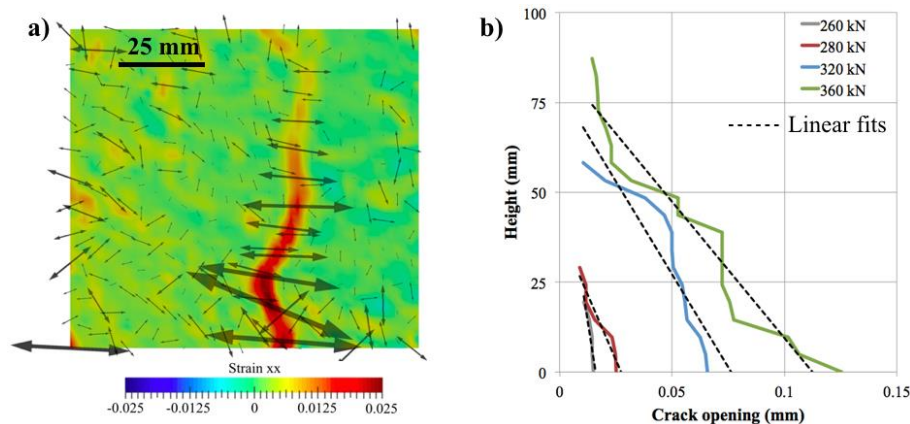 a)
25 mm
Strain xx
-0.025 -0.0125 0 0.0125 0.025
b)
100
75
50
25
0
Height (mm)
260 kN
280 kN
320 kN
360 kN
Linear fits
0 0.05 0.1 0.15
Crack opening (mm)